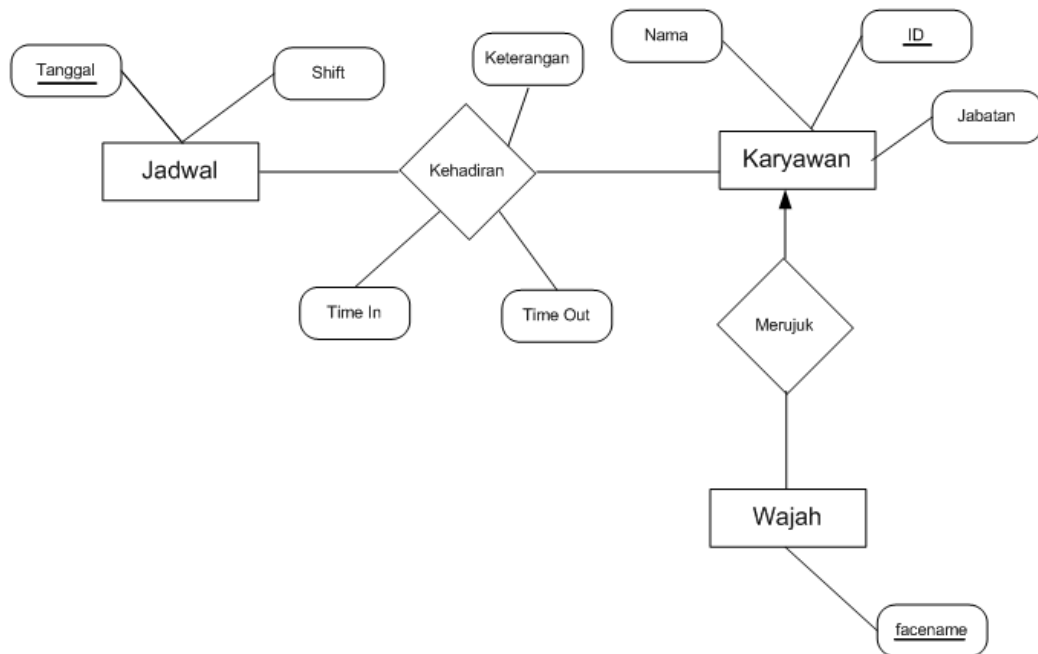 Nama
ID
Tanggal
Shift
Keterangan
Jabatan
Jadwal
Kehadiran
Karyawan
Time In
Time Out
Merujuk
Wajah
facename